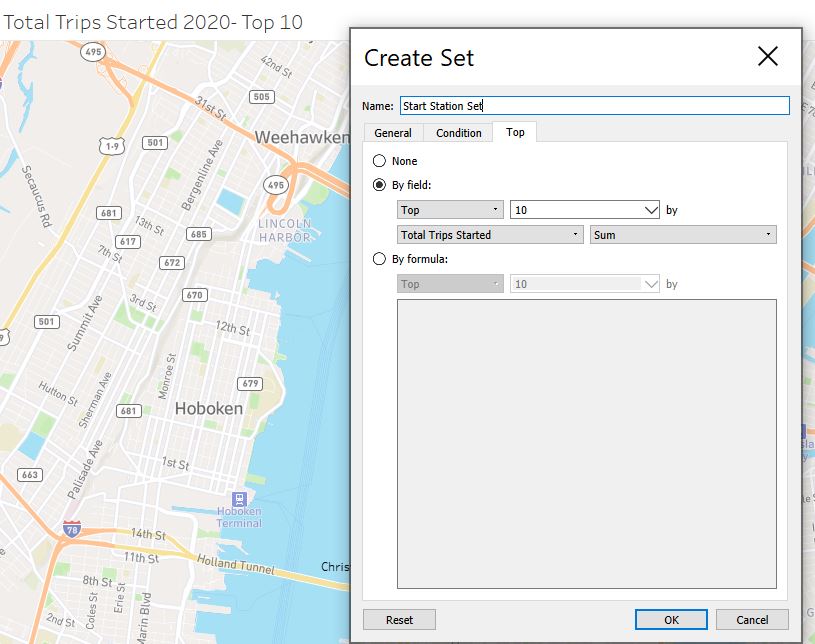 Total Trips Started 2020- Top 10
Create Set
Name: Start Station Set
General Condition Top
None
By field:
Top 10 by
Total Trips Started Sum
By formula:
Top 10 by
Reset OK Cancel
495
42nd St
505
31st St
Weehawken
1-9
501
Bergenline Ave
495
Secaucus Rd
681
13th St
685
LINCOLN
HARBOR
617
7th St
672
670
3rd St
501
Summit Ave
12th St
Monroe St
679
Hutton St
Sherman Ave
681
Hoboken
Palisade Ave
1st St
663
Hoboken
Terminal
78
14th St
11th St
Holland Tunnel
Chris
8th St
Coles St
Erie St
2nd St
Marin Blvd